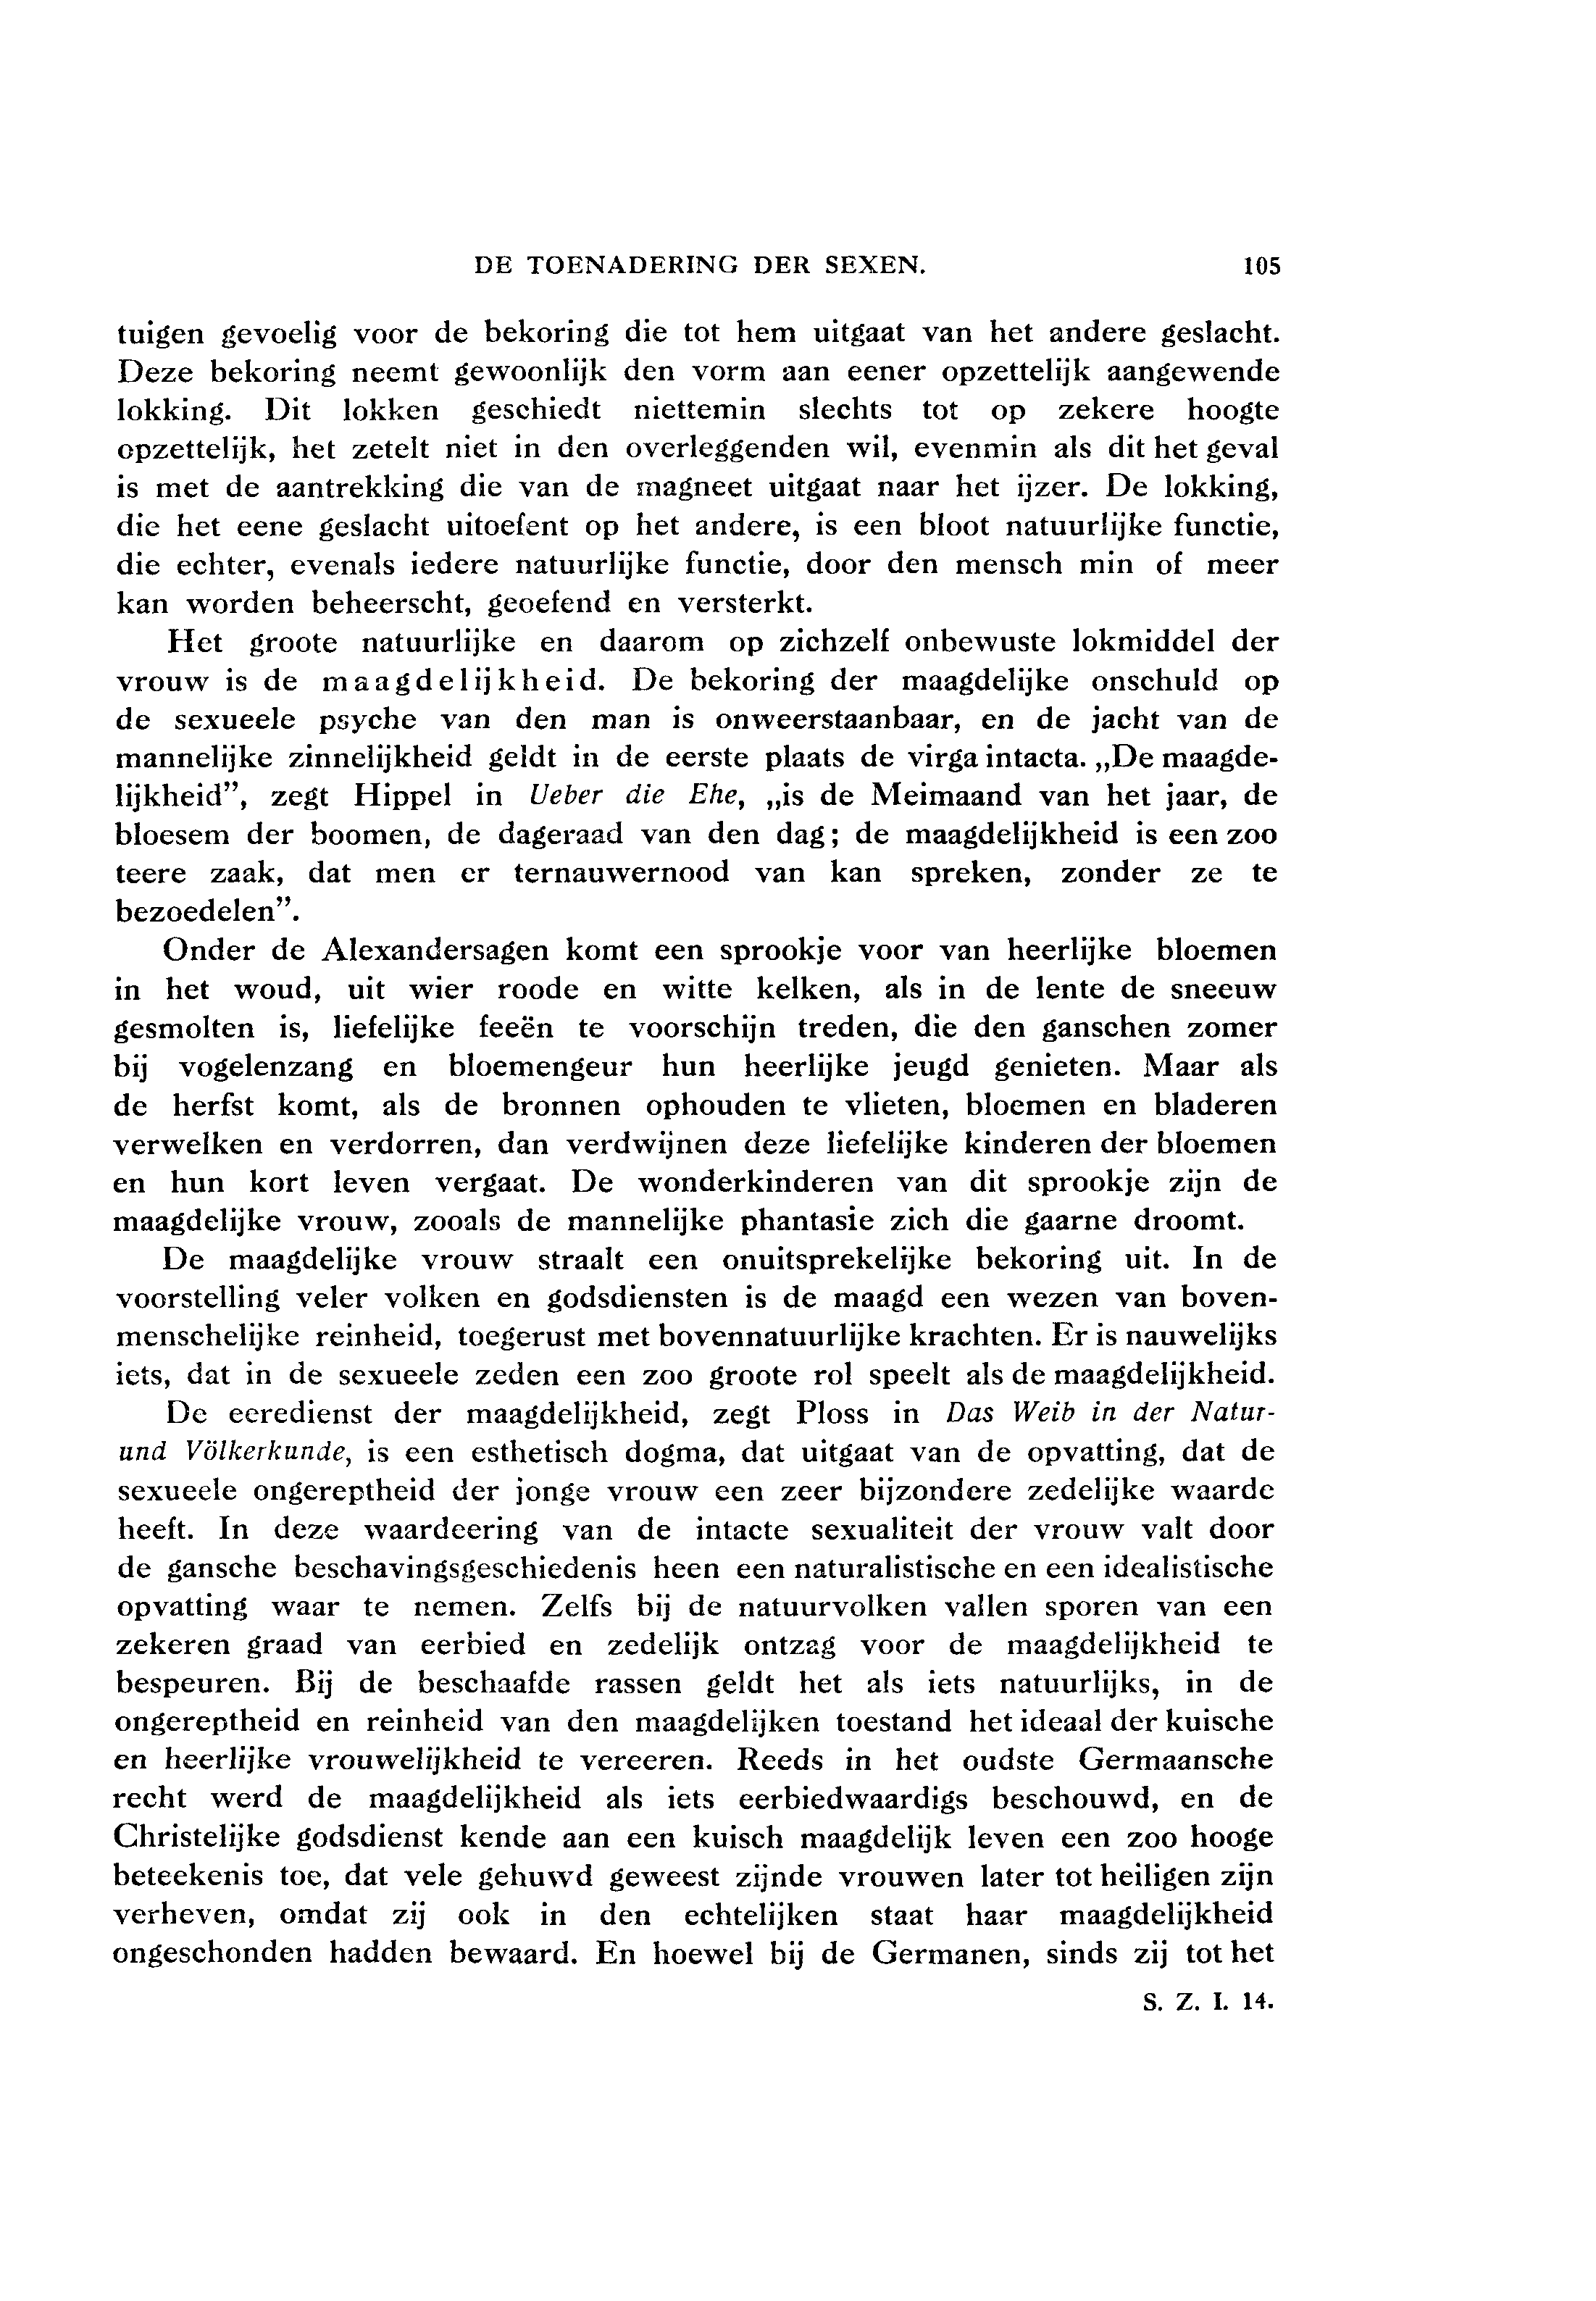 DE TOENADERING DER SEXEN. 105
tuigen gevoelig voor de bekoring die tot hem uitgaat van het andere geslacht.
Deze bekoring neemt gewoonlijk den vorm aan eener opzettelijk aangewende
lokking. Dit lokken geschiedt niettemin slechts tot op zekere hoogte
opzettelijk, het zetelt niet in den overleggenden wil, evenmin als dit het geval
is met de aantrekking die van de magneet uitgaat naar het ijzer. De lokking,
die het eene geslacht uitoefent op het andere, is een bloot natuurlijke functie,
die echter, evenals iedere natuurlijke functie, door den mensch min of meer
kan worden beheerscht, geoefend en versterkt.
Het groote natuurlijke en daarom op zichzelf onbewuste lokmiddel der
vrouw is de maagdelijkheid. De bekoring der maagdelijke onschuld op
de sexueele psyche van den man is onweerstaanbaar, en de jacht van de
mannelijke zinnelijkheid geldt in de eerste plaats de virga intacta. „De maagde-
lijkheid”, zegt Hippel in Ueber die Ehe, „is de Meimaand van het jaar, de
bloesem der boomen, de dageraad van den dag; de maagdelijkheid is een zoo
teere zaak, dat men er ternauwernood van kan spreken, zonder ze te
bezoedelen”.
Onder de Alexandersagen komt een sprookje voor van heerlijke bloemen
in het woud, uit wier roode en witte kelken, als in de lente de sneeuw
gesmolten is, liefelijke feeën te voorschijn treden, die den ganschen zomer
bij vogelenzang en bloemengeur hun heerlijke jeugd genieten. Maar als
de herfst komt, als de bronnen ophouden te vlieten, bloemen en bladeren
verwelken en verdorren, dan verdwijnen deze liefelijke kinderen der bloemen
en hun kort leven vergaat. De wonderkinderen van dit sprookje zijn de
maagdelijke vrouw, zooals de mannelijke phantasie zich die gaarne droomt.
De maagdelijke vrouw straalt een onuitsprekelijke bekoring uit. In de
voorstelling veler volken en godsdiensten is de maagd een wezen van boven-
menschelijke reinheid, toegerust met bovennatuurlijke krachten. Er is nauwelijks
iets, dat in de sexueele zeden een zoo groote rol speelt als de maagdelijkheid.
De eeredienst der maagdelijkheid, zegt Ploss in Das Weib in der Natur-
und Völkerkunde, is een esthetisch dogma, dat uitgaat van de opvatting, dat de
sexueele ongereptheid der jonge vrouw een zeer bijzondere zedelijke waarde
heeft. In deze waardeering van de intacte sexualiteit der vrouw valt door
de gansche beschavingsgeschiedenis heen een naturalistische en een idealistische
opvatting waar te nemen. Zelfs bij de natuurvolken vallen sporen van een
zekeren graad van eerbied en zedelijk ontzag voor de maagdelijkheid te
bespeuren. Bij de beschaafde rassen geldt het als iets natuurlijks, in de
ongereptheid en reinheid van den maagdelijken toestand het ideaal der kuische
en heerlijke vrouwelijkheid te vereeren. Reeds in het oudste Germaansche
recht werd de maagdelijkheid als iets eerbiedwaardigs beschouwd, en de
Christelijke godsdienst kende aan een kuisch maagdelijk leven een zoo hooge
beteekenis toe, dat vele gehuwd geweest zijnde vrouwen later tot heiligen zijn
verheven, omdat zij ook in den echtelijken staat haar maagdelijkheid
ongeschonden hadden bewaard. En hoewel bij de Germanen, sinds zij tot het
S. Z. I. 14.